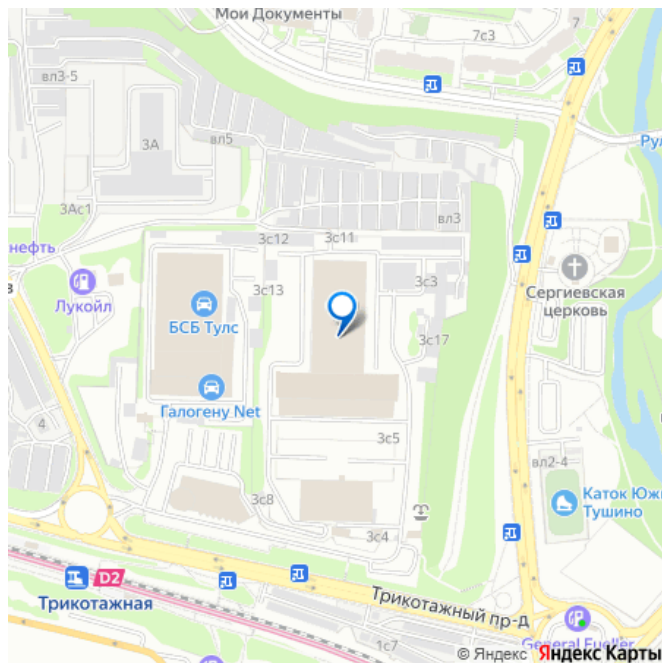 Мои Документы
7с3
7
вл3-5
вл5
3А
Рул
3Ас1
вл3
3с12
3с11
нефть
3с3
Сергиевская
церковь
3с13
Лукойл
БСБ Тулс
3с17
Галогену Net
4
3с5
вл2-4
Каток Южн
Тушино
3с8
3с4
D2
Трикотажная
Трикотажный пр-д
General Fueller
1с7
© Яндекс Яндекс Карты